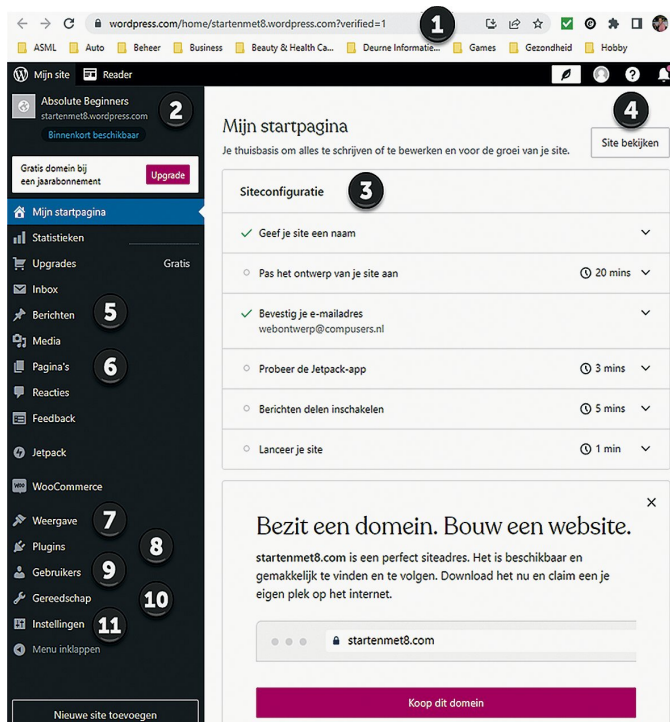 wordpress.com/home/startenmet8.wordpress.com?verified=1
1
ASML Auto Beheer Business Beauty & Health Ca... Deurne Informatie... Games Gezondheid Hobby
Mijn site Reader
Absolute Beginners
startenmet8.wordpress.com
Binnenkort beschikbaar
2
Gratis domein bij
een jaarabonnement
Upgrade
Mijn startpagina
Statistieken
Upgrades Gratis
Inbox
Berichten 5
Media
Pagina's 6
Reacties
Feedback
Jetpack
WooCommerce
Weergave 7
Plugins 8
Gebruikers 9
Gereedschap 10
Instellingen 11
Menu inklappen
Nieuwe site toevoegen
Mijn startpagina
Je thuisbasis om alles te schrijven of te bewerken en voor de groei van je site.
4
Site bekijken
Siteconfiguratie 3
Geef je site een naam
Pas het ontwerp van je site aan 20 mins
Bevestig je e-mailadres
webontwerp@compusers.nl
Probeer de Jetpack-app 3 mins
Berichten delen inschakelen 5 mins
Lanceer je site 1 min
Bezit een domein. Bouw een website.
startenmet8.com is een perfect siteadres. Het is beschikbaar en
gemakkelijk te vinden en te volgen. Download het nu en claim een je
eigen plek op het internet.
startenmet8.com
Koop dit domein